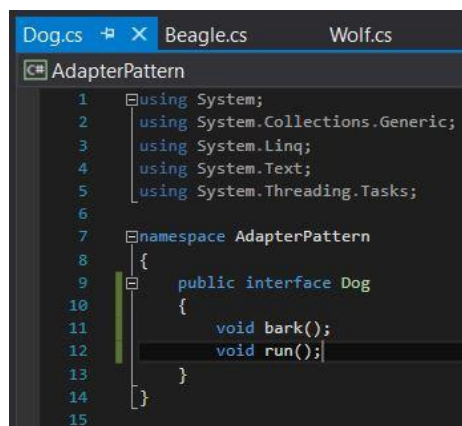 Dog.cs Beagle.cs Wolf.cs
C# AdapterPattern
1 using System;
2 using System.Collections.Generic;
3 using System.Linq;
4 using System.Text;
5 using System.Threading.Tasks;
6
7 namespace AdapterPattern
8 {
9 public interface Dog
10 {
11 void bark();
12 void run();
13 }
14 }
15